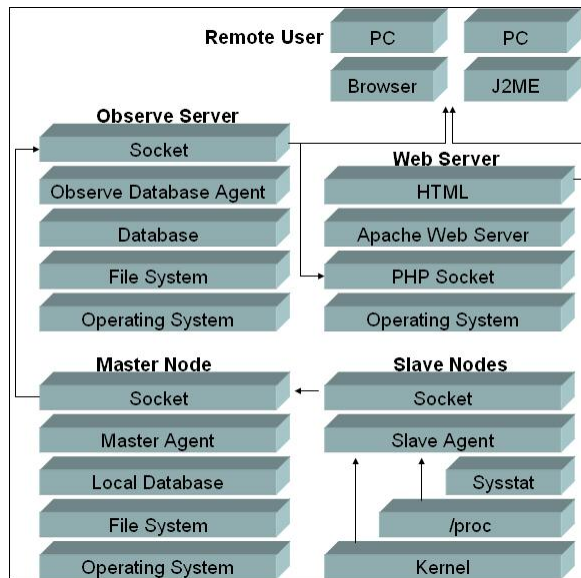 Remote User
PC
PC
Browser
J2ME
Observe Server
Socket
Observe Database Agent
Database
File System
Operating System
Web Server
HTML
Apache Web Server
PHP Socket
Operating System
Master Node
Socket
Master Agent
Local Database
File System
Operating System
Slave Nodes
Socket
Slave Agent
Sysstat
/proc
Kernel